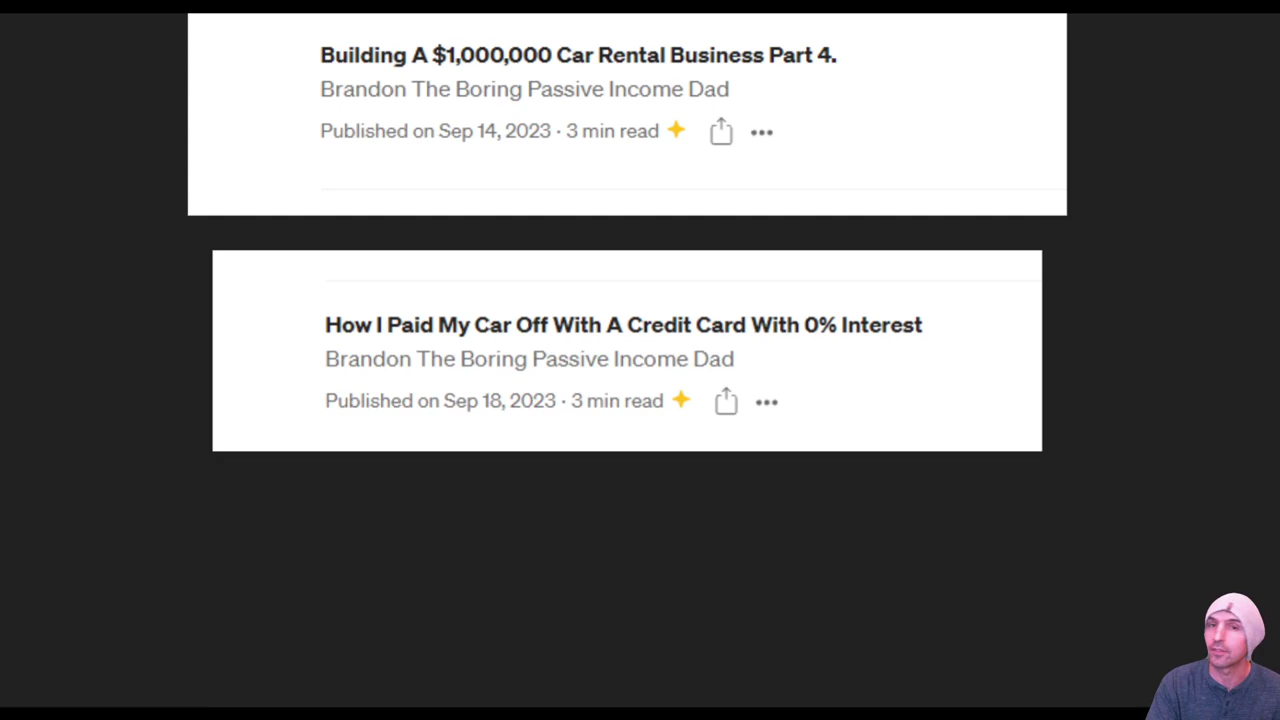 Building A $1,000,000 Car Rental Business Part 4.
Brandon The Boring Passive Income Dad
Published on Sep 14, 2023 · 3 min read
How I Paid My Car Off With A Credit Card With 0% Interest
Brandon The Boring Passive Income Dad
Published on Sep 18, 2023 · 3 min read